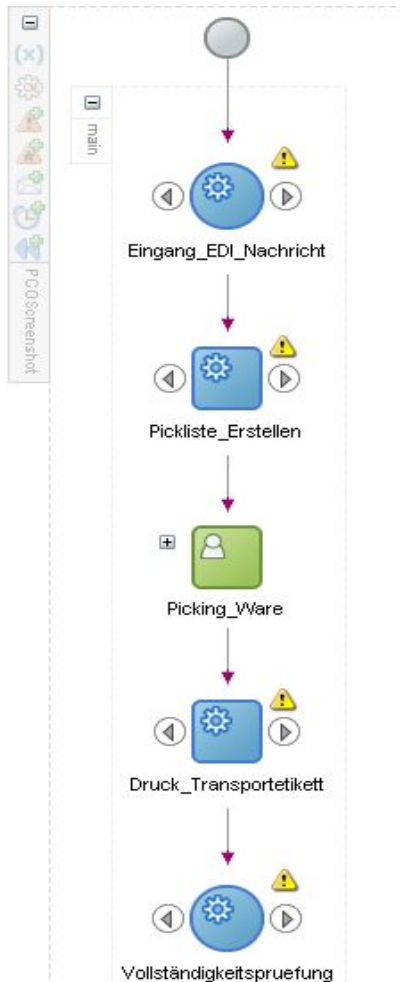 (x)
PCOScreenshot
main
Eingang_EDI_Nachricht
Pickliste_Erstellen
Picking_Ware
Druck_Transportetikett
Vollständigkeitspruefung